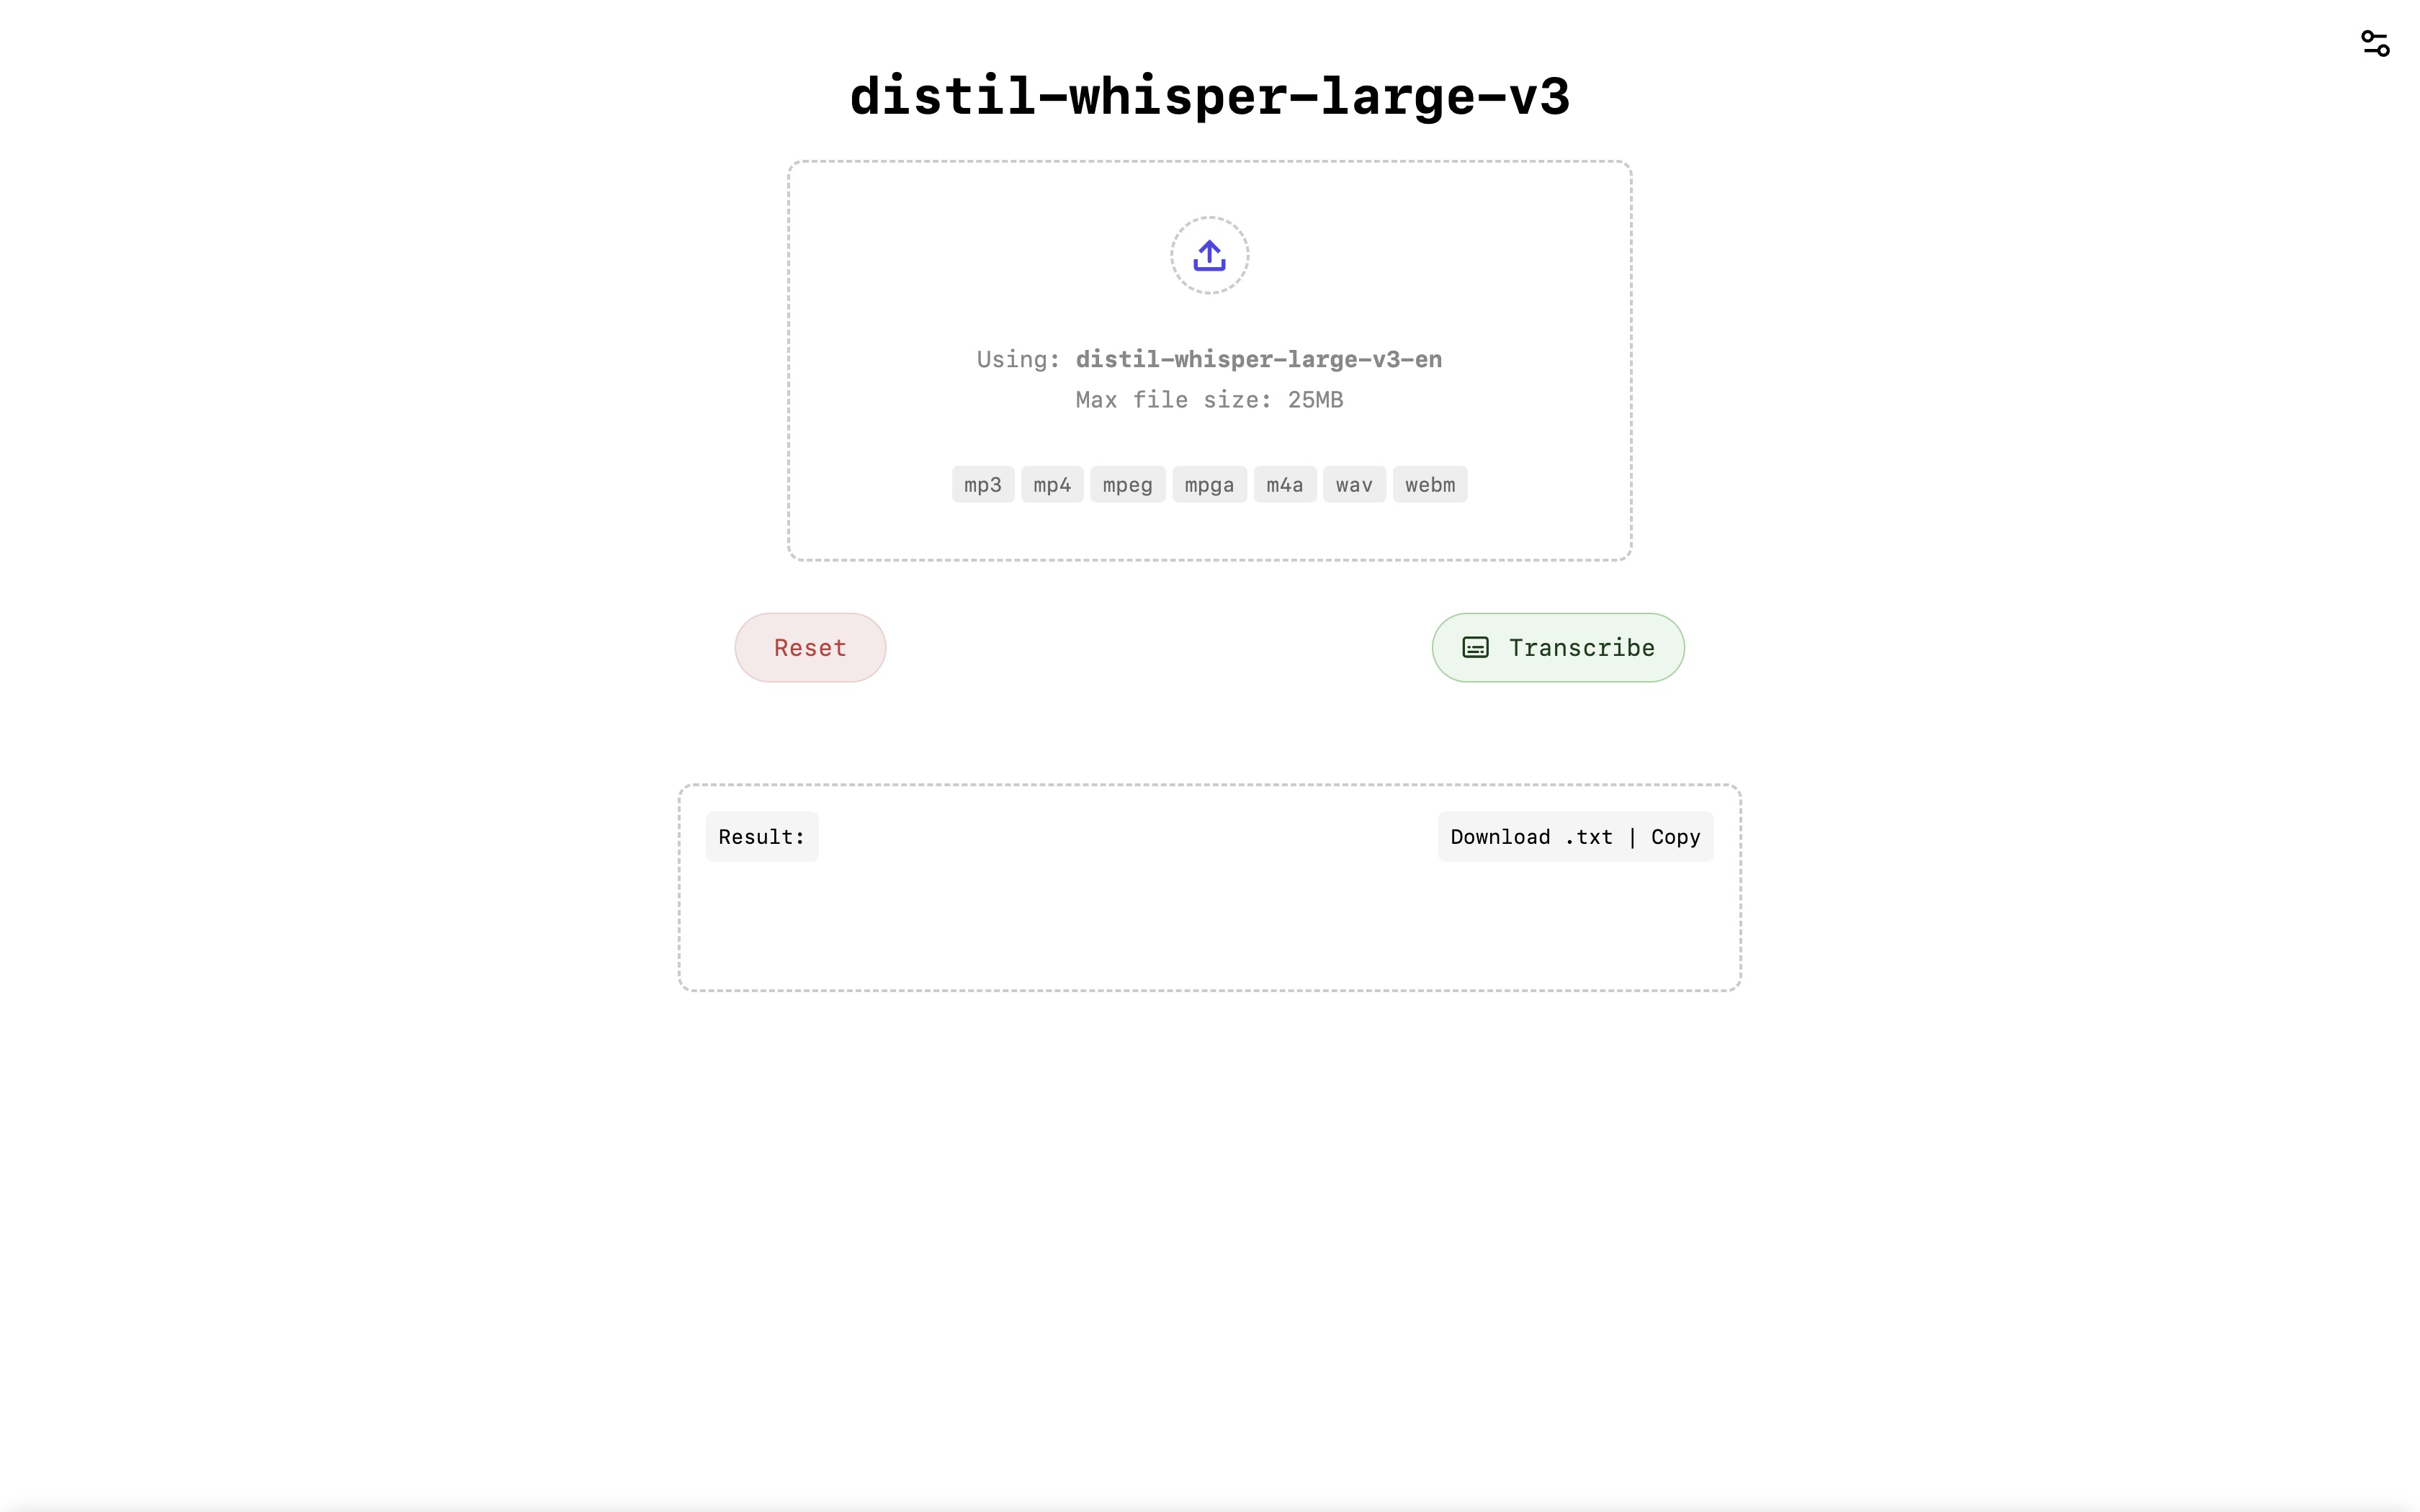 distil-whisper-large-v3
Using: distil-whisper-large-v3-en
Max file size: 25MB
mp3 mp4 mpeg mpga m4a wav webm
Reset
Transcribe
Result:
Download .txt | Copy